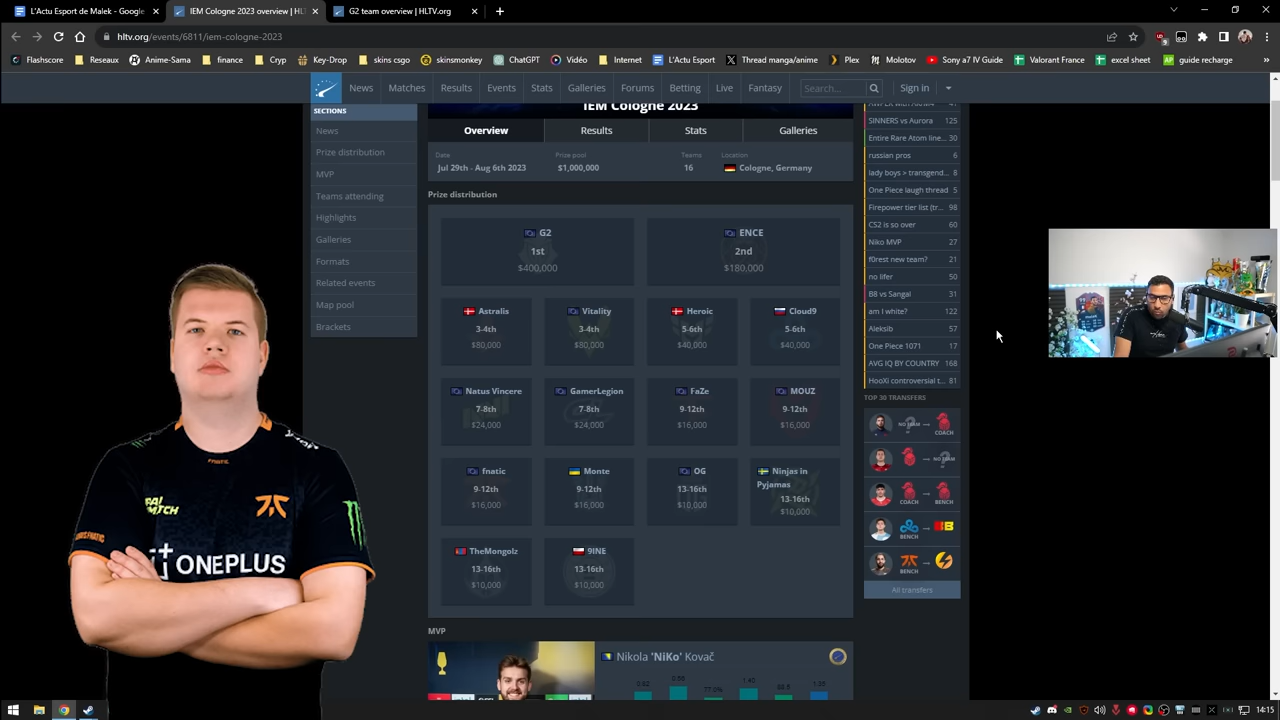 L'Actu Esport de Malek - Google
IEM Cologne 2023 overview | HL
G2 team overview | HLTV.org
hltv.org/events/6811/iem-cologne-2023
Flashscore
Reseaux
Anime-Sama
finance
Cryp
Key-Drop
skins csgo
skinsmonkey
ChatGPT
Vidéo
Internet
L'Actu Esport
Thread manga/anime
Plex
Molotov
Sony a7 IV Guide
Valorant France
excel sheet
guide recharge
News
Matches
Results
Events
Stats
Galleries
Forums
Betting
Live
Fantasy
Search...
Sign in
SECTIONS
News
Prize distribution
MVP
Teams attending
Highlights
Galleries
Formats
Related events
Map pool
Brackets
IEM Cologne 2023
Overview
Results
Stats
Galleries
Date
Prize pool
Teams
Location
Jul 29th - Aug 6th 2023
$1,000,000
16
Cologne, Germany
Prize distribution
G2
1st
$400,000
ENCE
2nd
$180,000
Astralis
3-4th
$80,000
Vitality
3-4th
$80,000
Heroic
5-6th
$40,000
Cloud9
5-6th
$40,000
Natus Vincere
7-8th
$24,000
GamerLegion
7-8th
$24,000
FaZe
9-12th
$16,000
MOUZ
9-12th
$16,000
fnatic
9-12th
$16,000
Monte
9-12th
$16,000
OG
13-16th
$10,000
Ninjas in
Pyjamas
13-16th
$10,000
TheMongolz
13-16th
$10,000
9INE
13-16th
$10,000
MVP
Nikola 'NiKo' Kovač
SINNERS vs Aurora 125
Entire Rare Atom line... 30
russian pros 6
lady boys > transgend... 8
One Piece laugh thread 5
Firepower tier list (tr... 98
CS2 is so over 60
Niko MVP 27
f0rest new team? 21
no lifer 50
B8 vs Sangal 31
am I white? 122
Aleksib 57
One Piece 1071 17
AVG IQ BY COUNTRY 168
HooXi controversial t... 81
TOP 30 TRANSFERS
NO TEAM
COACH
NO TEAM
COACH
BENCH
BENCH
BENCH
All transfers
FNATIC
ONEPLUS
14:15